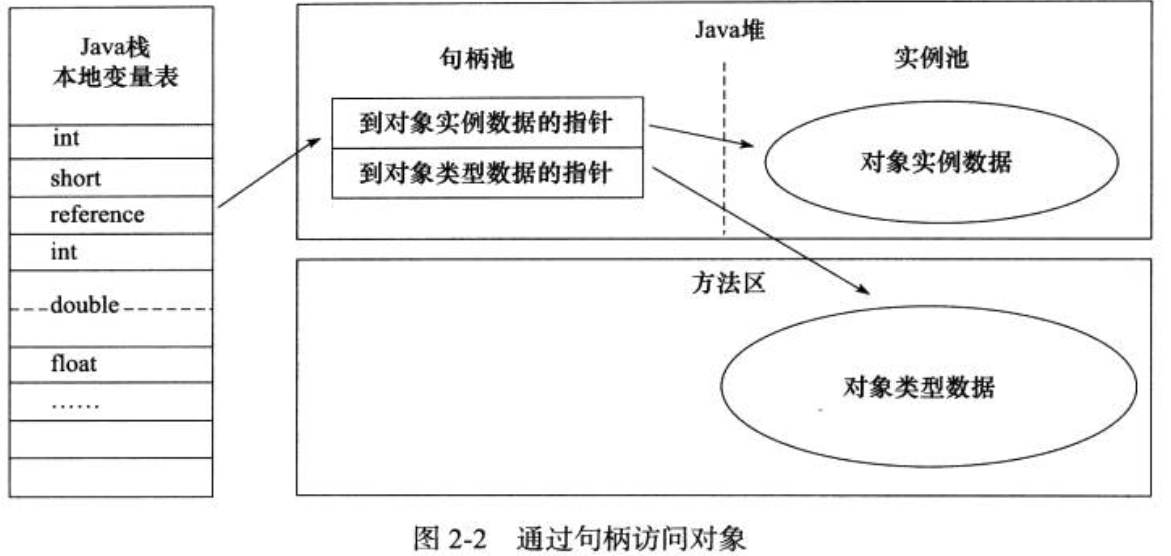 Java栈
本地变量表
int
short
reference
int
double
float
……
Java堆
句柄池
实例池
到对象实例数据的指针
到对象类型数据的指针
对象实例数据
方法区
对象类型数据
图 2-2 通过句柄访问对象